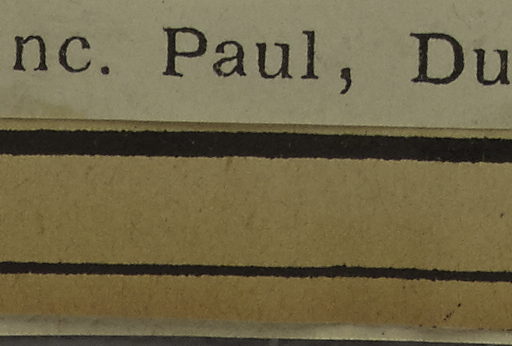 nc. Paul, Du